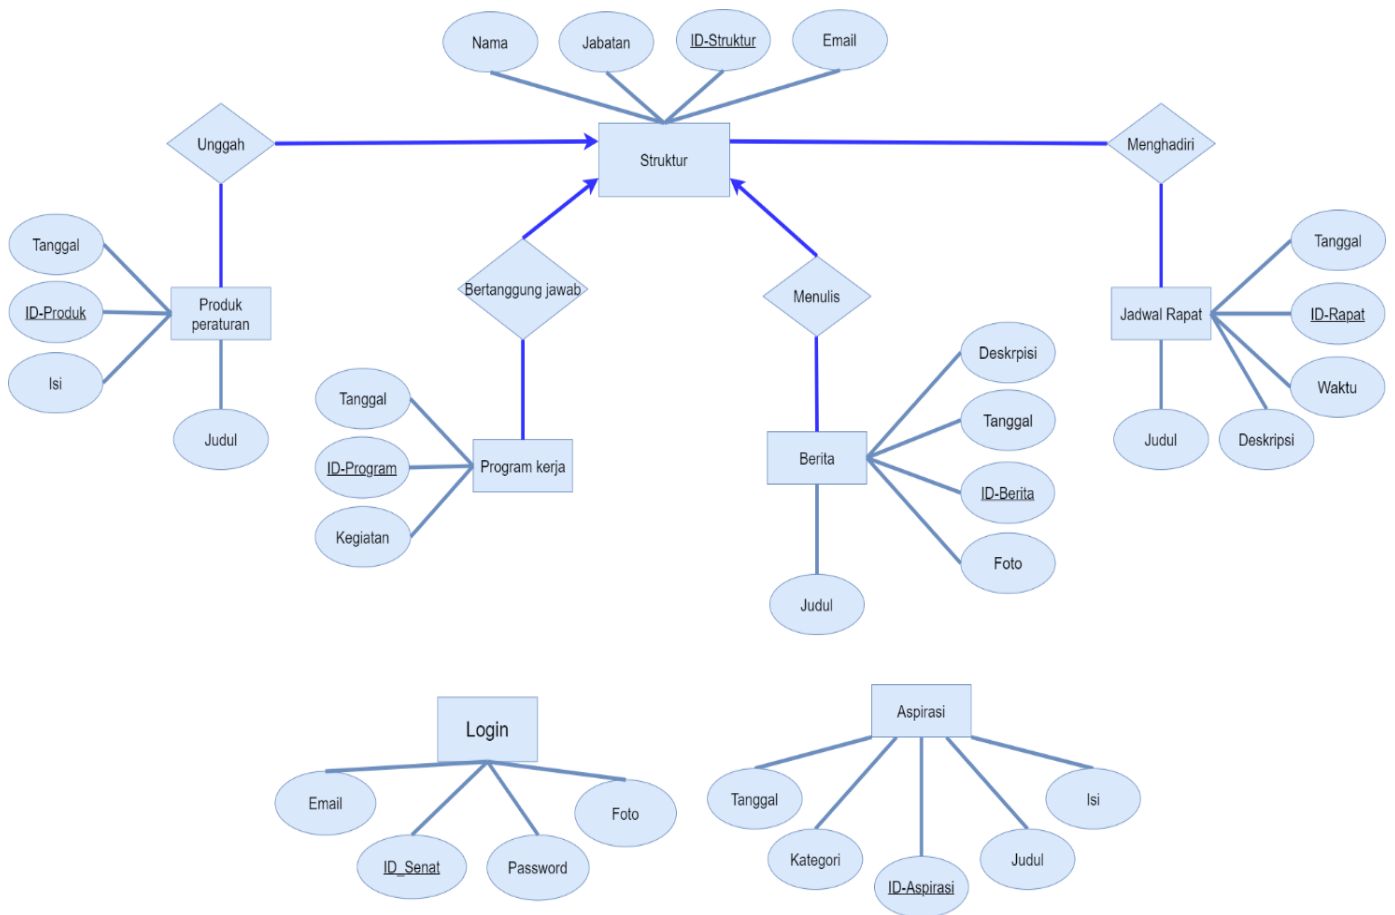 Nama
Jabatan
ID-Struktur
Email
Unggah
Struktur
Menghadiri
Tanggal
ID-Produk
Isi
Produk
peraturan
Judul
Bertanggung jawab
Tanggal
ID-Program
Kegiatan
Program kerja
Menulis
Berita
Deskrpisi
Tanggal
ID-Berita
Foto
Judul
Jadwal Rapat
Tanggal
ID-Rapat
Waktu
Judul
Deskripsi
Login
Email
ID_Senat
Password
Foto
Aspirasi
Tanggal
Kategori
ID-Aspirasi
Judul
Isi